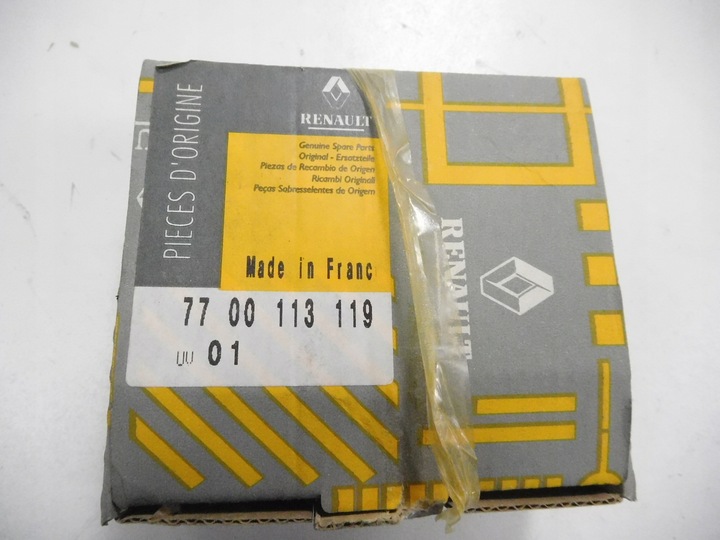 PIECES D'ORIGINE
RENAULT
Genuine Spare Parts
Original - Ersatzteile
Piezas de Recambio de Origen
Ricambi Originali
Peças Sobresselentes de Origem
Made in Franc
77 00 113 119
UV 01
RENAULT